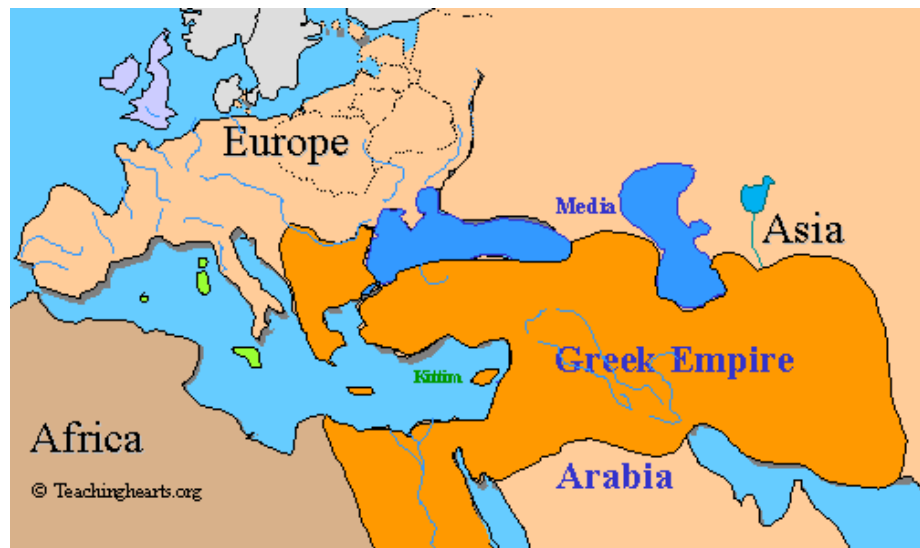 Europe
Media
Asia
Greek Empire
Kittim
Africa
Arabia
© Teachinghearts.org